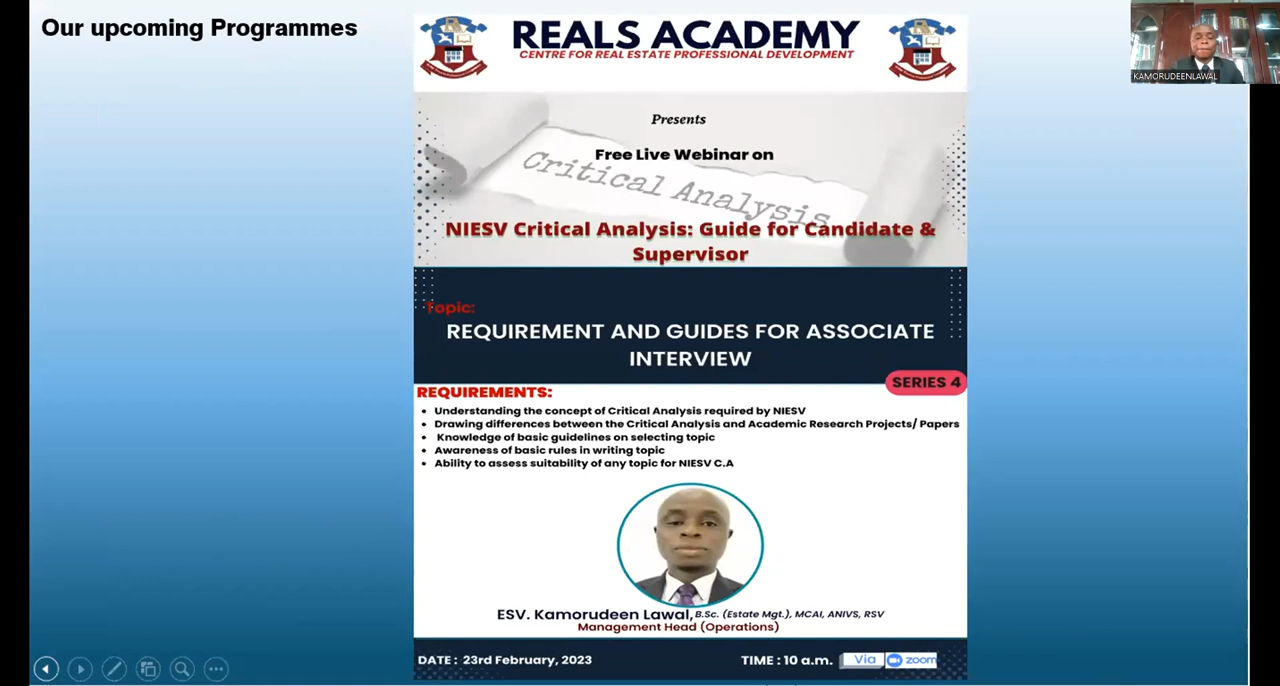 Our upcoming Programmes
KAMORUDEENLAWAL
REALS ACADEMY
CENTRE FOR REAL ESTATE PROFESSIONAL DEVELOPMENT
Presents
Free Live Webinar on
Critical Analysis
NIESV Critical Analysis: Guide for Candidate &
Supervisor
Topic:
REQUIREMENT AND GUIDES FOR ASSOCIATE
INTERVIEW
SERIES 4
REQUIREMENTS:
• Understanding the concept of Critical Analysis required by NIESV
• Drawing differences between the Critical Analysis and Academic Research Projects/ Papers
• Knowledge of basic guidelines on selecting topic
• Awareness of basic rules in writing topic
• Ability to assess suitability of any topic for NIESV C.A
ESV. Kamorudeen Lawal, B.Sc. (Estate Mgt.), MCAI, ANIVS, RSV
Management Head (Operations)
DATE : 23rd February, 2023
TIME : 10 a.m. Via zoom